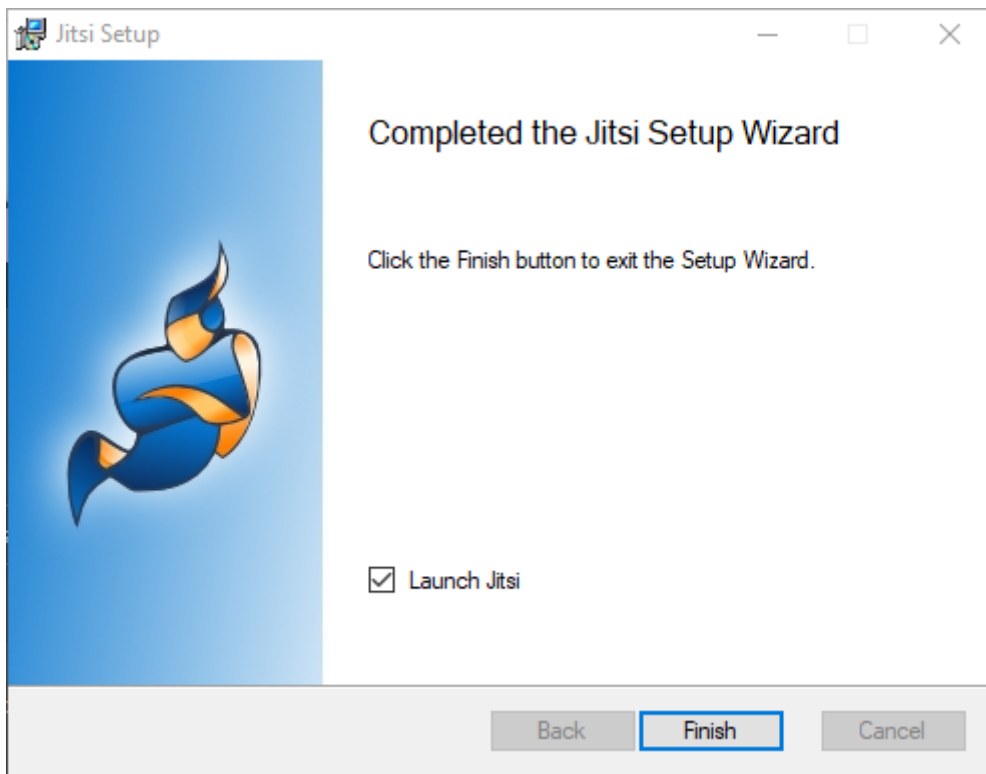 Jitsi Setup
Completed the Jitsi Setup Wizard
Click the Finish button to exit the Setup Wizard.
Launch Jitsi
Back Finish Cancel